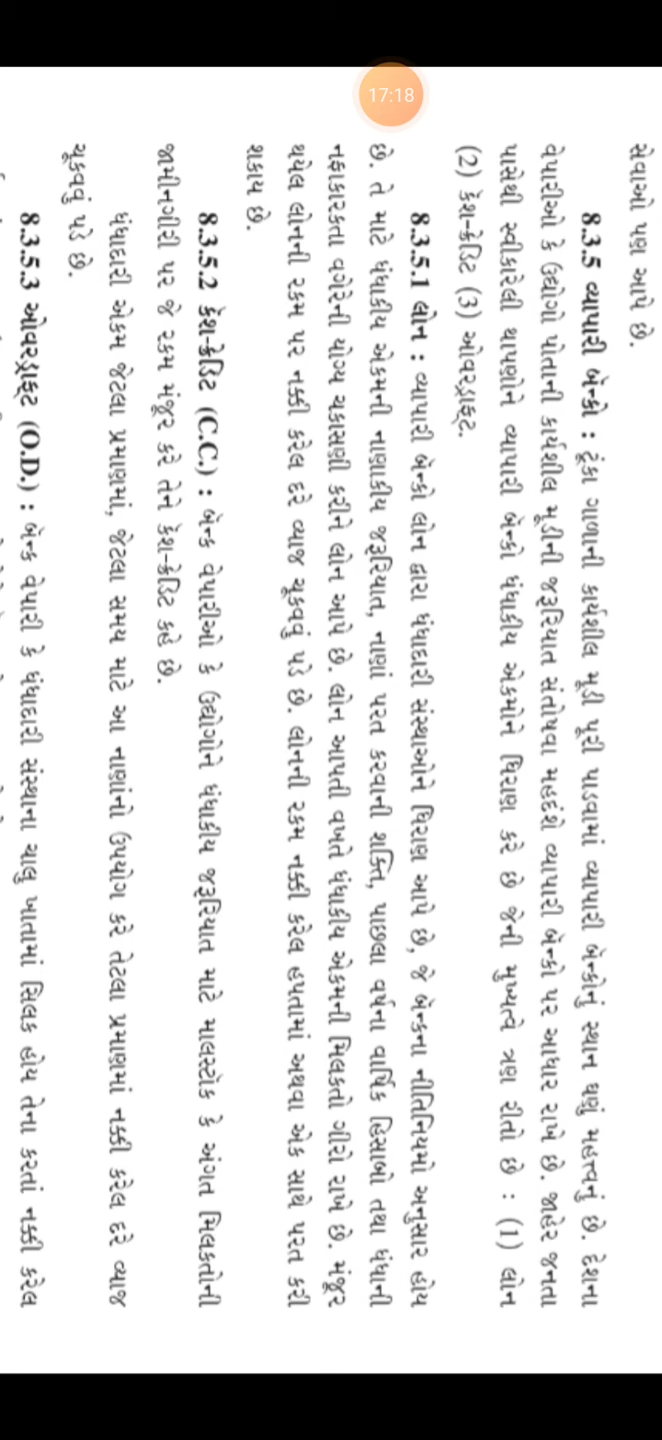 17:18
સેવાઓ પણ આપે છે.
8.3.5 વ્યાપારી બૅન્કો : ટૂંકા ગાળાની કાર્યશીલ મૂડી પૂરી પાડવામાં વ્યાપારી બૅન્કોનું સ્થાન ઘણું મહત્ત્વનું છે. દેશના
વેપારીઓ કે ઉદ્યોગો પોતાની કાર્યશીલ મૂડીની જરૂરિયાત સંતોષવા મહદંશે વ્યાપારી બૅન્કો પર આધાર રાખે છે. જાહેર જનતા
પાસેથી સ્વીકારેલી થાપણોને વ્યાપારી બૅન્કો ધંધાકીય એકમોને ધિરાણ કરે છે જેની મુખ્યત્વે ત્રણ રીતો છે : (1) લોન
(2) કૅશ-ક્રેડિટ (3) ઓવરડ્રાફ્ટ.
8.3.5.1 લોન : વ્યાપારી બૅન્કો લોન દ્વારા ધંધાદારી સંસ્થાઓને ધિરાણ આપે છે, જે બૅન્કના નીતિનિયમો અનુસાર હોય
છે. તે માટે ધંધાકીય એકમની નાણાકીય જરૂરિયાત, નાણાં પરત કરવાની શક્તિ, પાછલા વર્ષના વાર્ષિક હિસાબો તથા ધંધાની
નફાકારકતા વગેરેની યોગ્ય ચકાસણી કરીને લોન આપે છે. લોન આપતી વખતે ધંધાકીય એકમની મિલકતો ગીરો રાખે છે. મંજૂર
થયેલ લોનની રકમ પર નક્કી કરેલ દરે વ્યાજ ચૂકવવું પડે છે. લોનની રકમ નક્કી કરેલ હપતામાં અથવા એક સાથે પરત કરી
શકાય છે.
8.3.5.2 કૅશ-ક્રેડિટ (C.C.) : બૅન્ક વેપારીઓ કે ઉદ્યોગોને ધંધાકીય જરૂરિયાત માટે માલસ્ટોક કે અંગત મિલકતોની
જામીનગીરી પર જે રકમ મંજૂર કરે તેને કૅશ-ક્રેડિટ કહે છે.
ધંધાદારી એકમ જેટલા પ્રમાણમાં, જેટલા સમય માટે આ નાણાંનો ઉપયોગ કરે તેટલા પ્રમાણમાં નક્કી કરેલ દરે વ્યાજ
ચૂકવવું પડે છે.
8.3.5.3 ઓવરડ્રાફ્ટ (O.D.) : બૅન્ક વેપારી કે ધંધાદારી સંસ્થાના ચાલુ ખાતામાં સિલક હોય તેના કરતાં નક્કી કરેલ